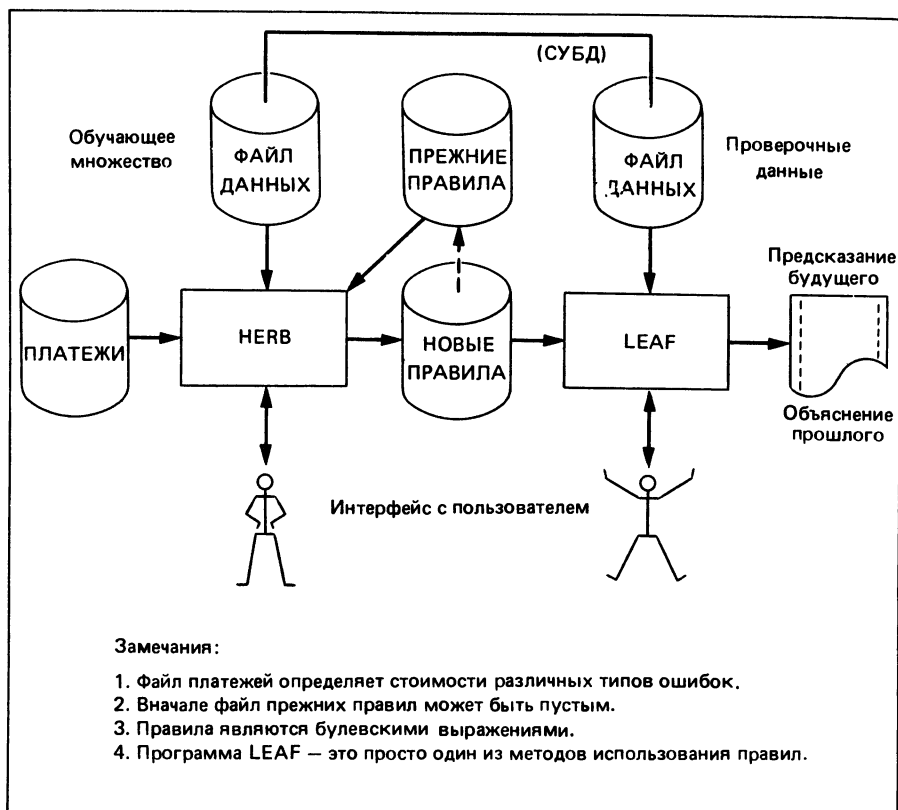 (СУБД)
Обучающее
множество
ФАЙЛ
ДАННЫХ
ПРЕЖНИЕ
ПРАВИЛА
ФАЙЛ
ДАННЫХ
Проверочные
данные
ПЛАТЕЖИ
HERB
НОВЫЕ
ПРАВИЛА
LEAF
Предсказание
будущего
Объяснение
прошлого
Интерфейс с пользователем
Замечания:
1. Файл платежей определяет стоимости различных типов ошибок.
2. Вначале файл прежних правил может быть пустым.
3. Правила являются булевскими выражениями.
4. Программа LEAF — это просто один из методов использования правил.